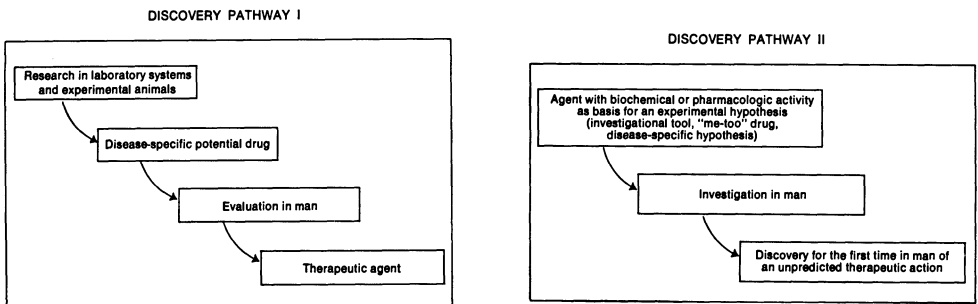 DISCOVERY PATHWAY I
Research in laboratory systems
and experimental animals
Disease-specific potential drug
Evaluation in man
Therapeutic agent
DISCOVERY PATHWAY II
Agent with biochemical or pharmacologic activity
as basis for an experimental hypothesis
(investigational tool, "me-too" drug,
disease-specific hypothesis)
Investigation in man
Discovery for the first time in man of
an unpredicted therapeutic action